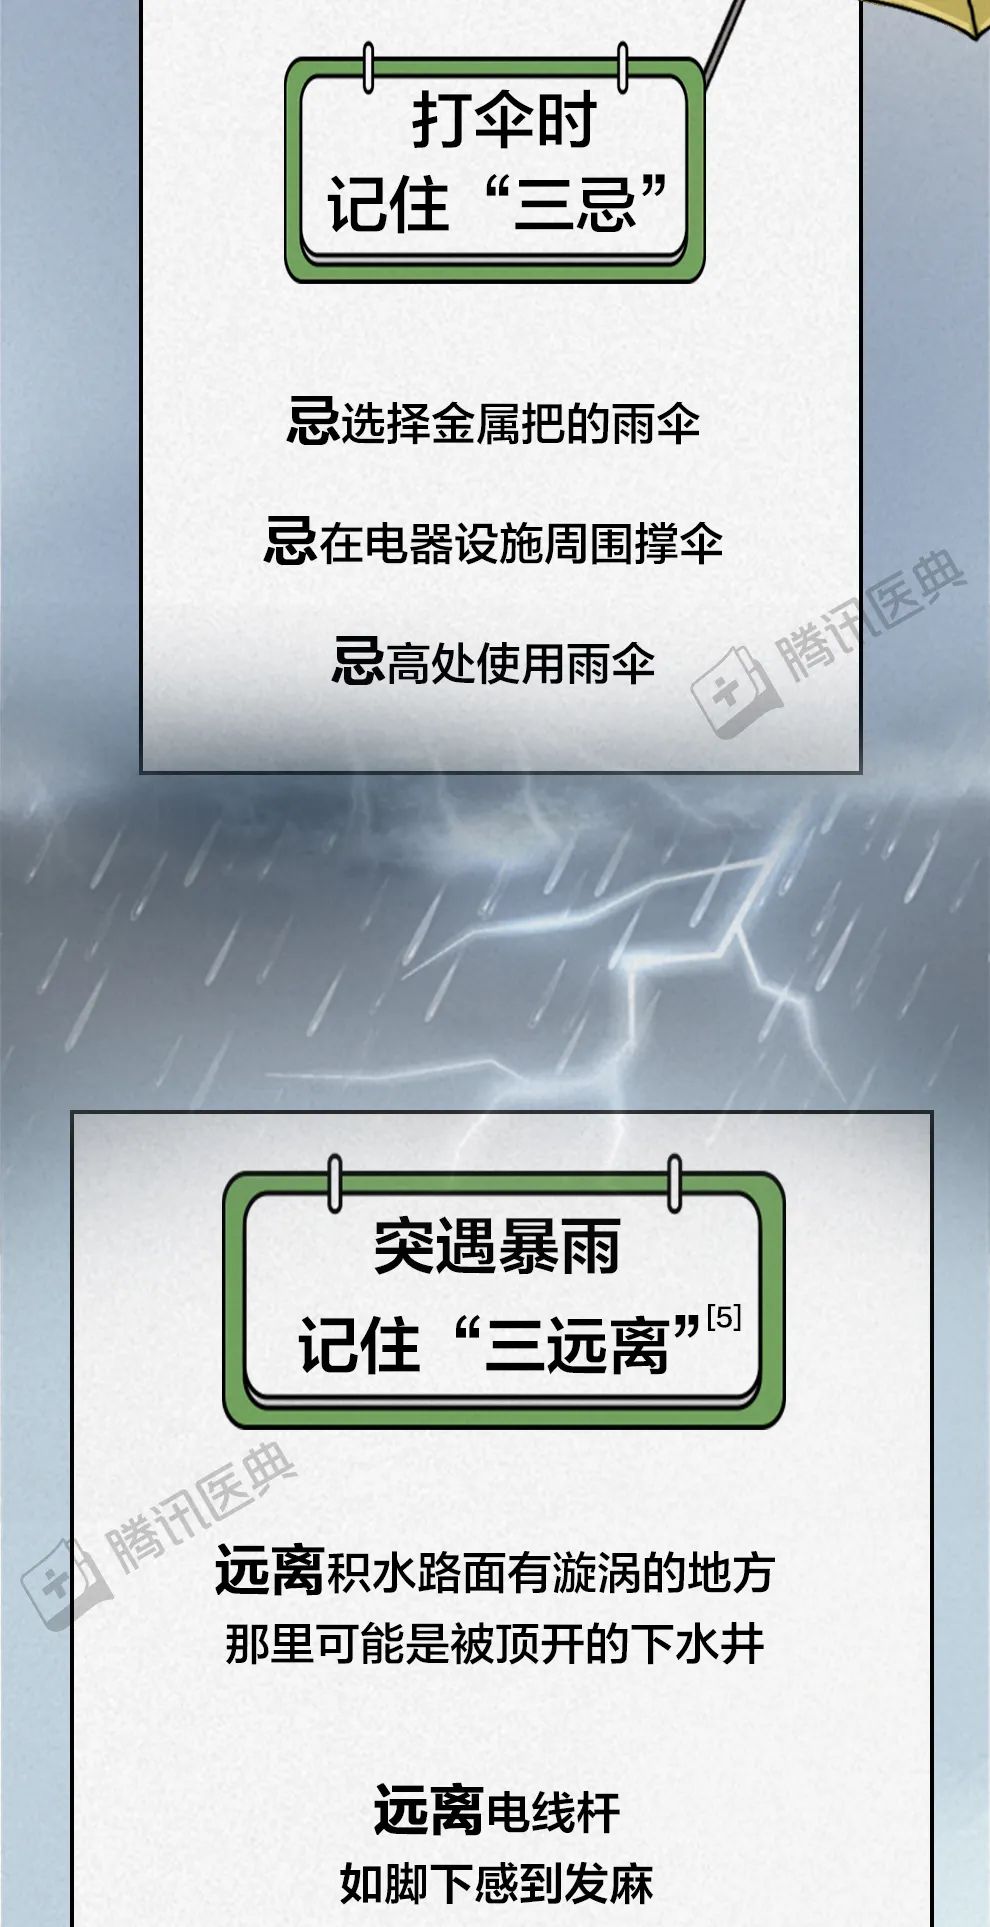 打伞时
记住“三忌”
忌选择金属把的雨伞
忌在电器设施周围撑伞
忌高处使用雨伞
腾讯医典
突遇暴雨
记住“三远离”[5]
腾讯医典
远离积水路面有漩涡的地方
那里可能是被顶开的下水井
远离电线杆
如脚下感到发麻